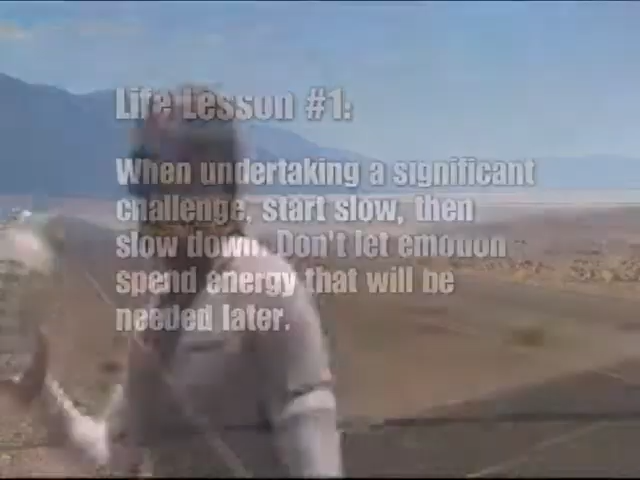 Life Lesson #1:
When undertaking a significant
challenge, start slow, then
slow down. Don't let emotion
spend energy that will be
needed later.